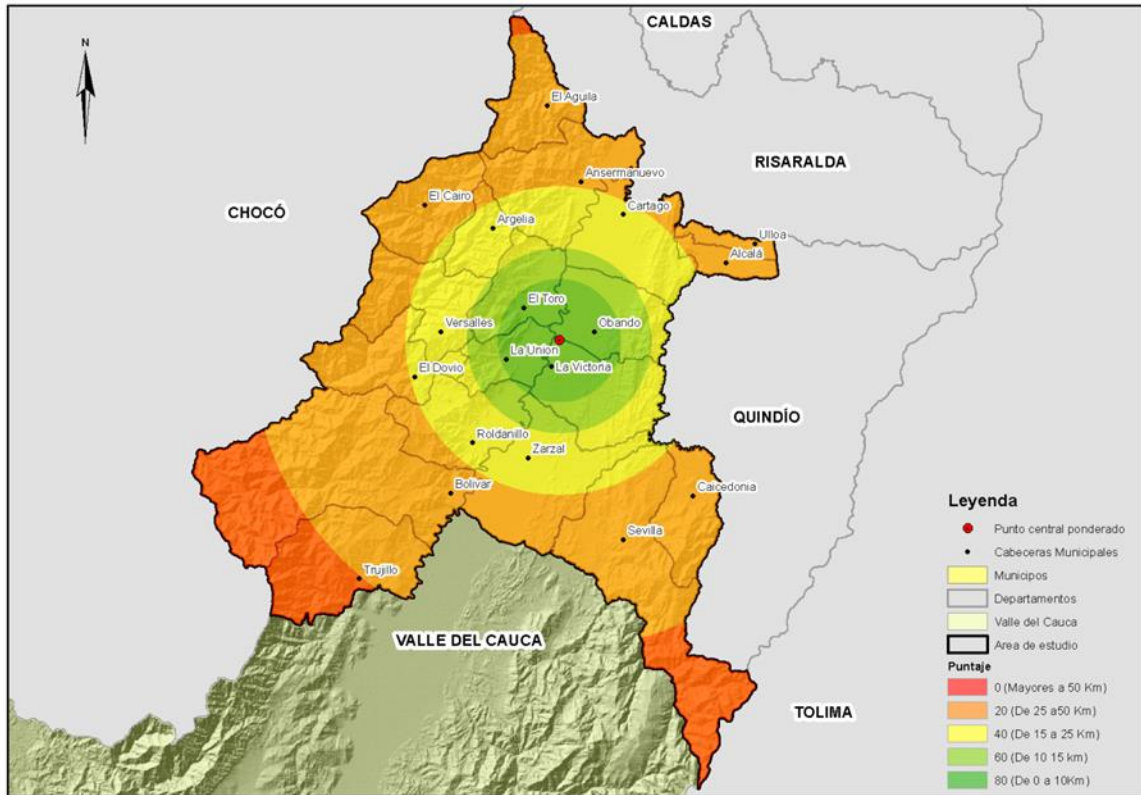 CALDAS
N
El Aguila
RISARALDA
Ansermanuevo
El Cairo
CHOCÓ
Cartago
Argelia
Ulloa
Alcalá
El Toro
Versalles
Obando
La Union
La Victoria
El Dovio
QUINDÍO
Roldanillo
Zarzal
Bolivar
Caicedonia
Sevilla
Trujillo
VALLE DEL CAUCA
TOLIMA
Leyenda
Punto central ponderado
Cabeceras Municipales
Municipos
Departamentos
Valle del Cauca
Area de estudio
Puntaje
0 (Mayores a 50 Km)
20 (De 25 a50 Km)
40 (De 15 a 25 Km)
60 (De 10 15 km)
80 (De 0 a 10Km)